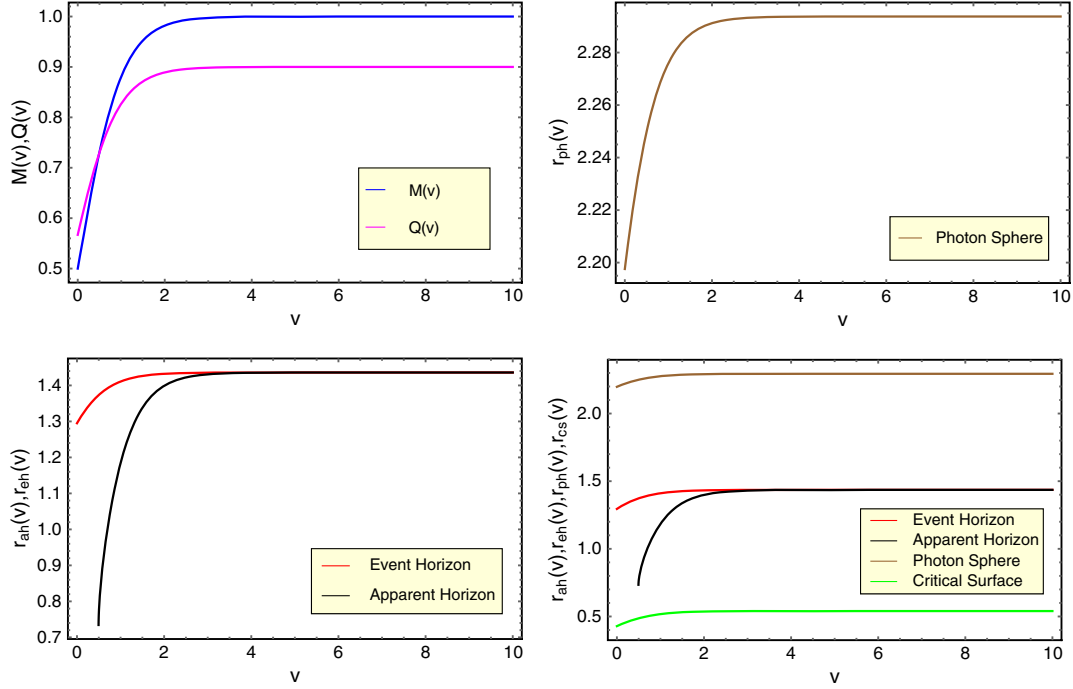 M(v),Q(v)
1.0
0.9
0.8
0.7
0.6
0.5
0
2
4
6
8
10
v
M(v)
Q(v)
r_ph(v)
2.28
2.26
2.24
2.22
2.20
0
2
4
6
8
10
v
Photon Sphere
r_ah(v),r_eh(v)
1.4
1.3
1.2
1.1
1.0
0.9
0.8
0.7
0
2
4
6
8
10
v
Event Horizon
Apparent Horizon
r_ah(v),r_eh(v),r_ph(v),r_cs(v)
2.0
1.5
1.0
0.5
0
2
4
6
8
10
v
Event Horizon
Apparent Horizon
Photon Sphere
Critical Surface